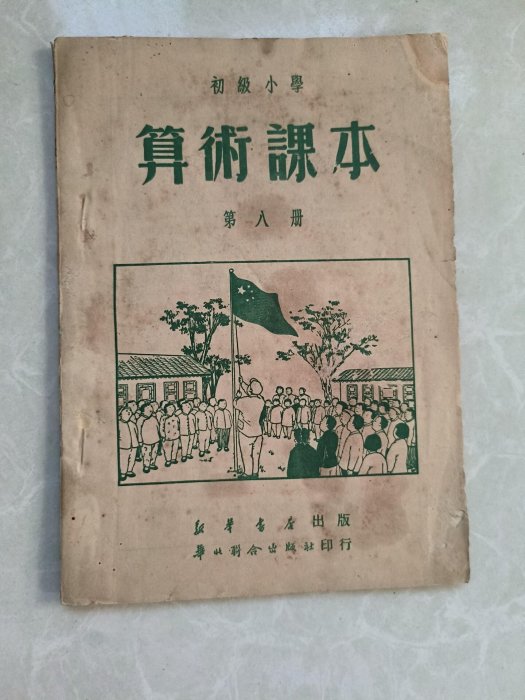 初級小學
算術課本
第八册
新華書店出版
華北聯合出版社印行